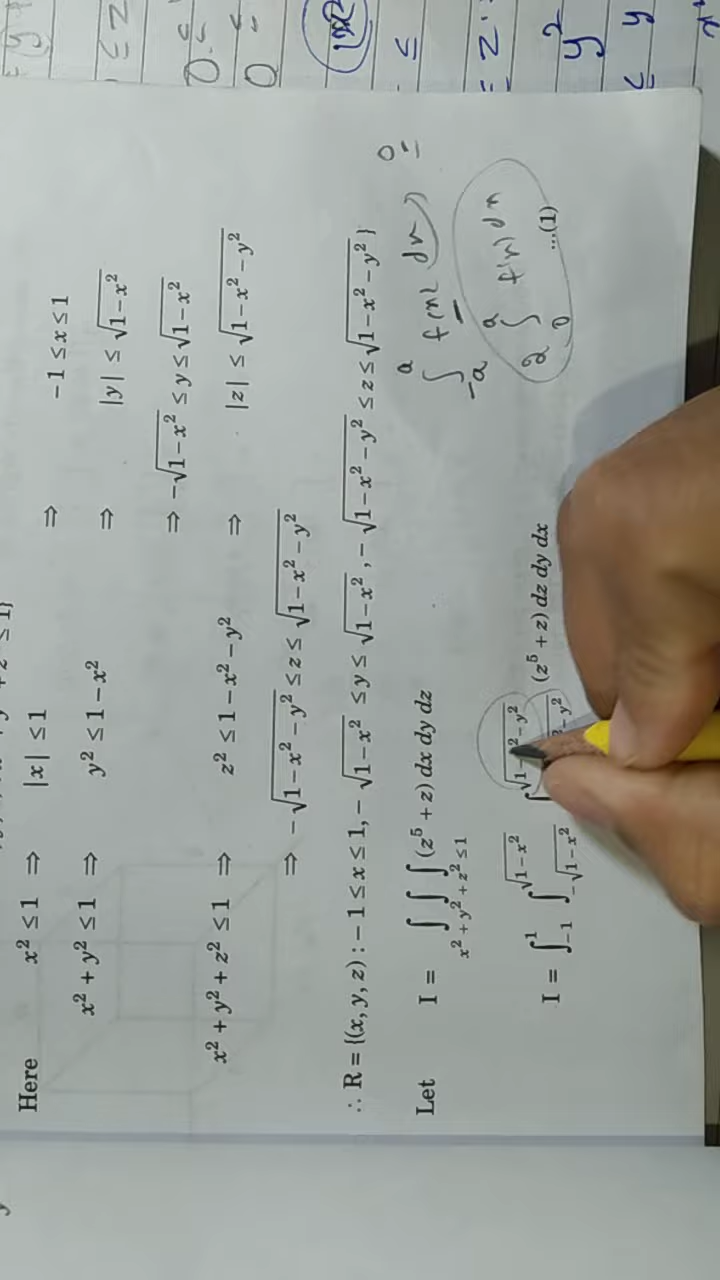 Here x² ≤ 1 ⇒ |x| ≤ 1 ⇒ -1 ≤ x ≤ 1
x² + y² ≤ 1 ⇒ y² ≤ 1 - x² ⇒ |y| ≤ √(1-x²)
⇒ -√(1-x²) ≤ y ≤ √(1-x²)
x² + y² + z² ≤ 1 ⇒ z² ≤ 1 - x² - y² ⇒ |z| ≤ √(1-x²-y²)
⇒ -√(1-x²-y²) ≤ z ≤ √(1-x²-y²)
∴ R = {(x, y, z) : -1 ≤ x ≤ 1, -√(1-x²) ≤ y ≤ √(1-x²), -√(1-x²-y²) ≤ z ≤ √(1-x²-y²)}
Let I = ∫∫∫_{x²+y²+z² ≤ 1} (z⁵ + z) dx dy dz
∫_{-a}^{a} f(x) dx
I = ∫_{-1}^{1} ∫_{-√(1-x²)}^{√(1-x²)} ∫^{√(1-x²-y²)} (z⁵ + z) dz dy dx ...(1)
2 ∫_{0}^{a} f(x) dx